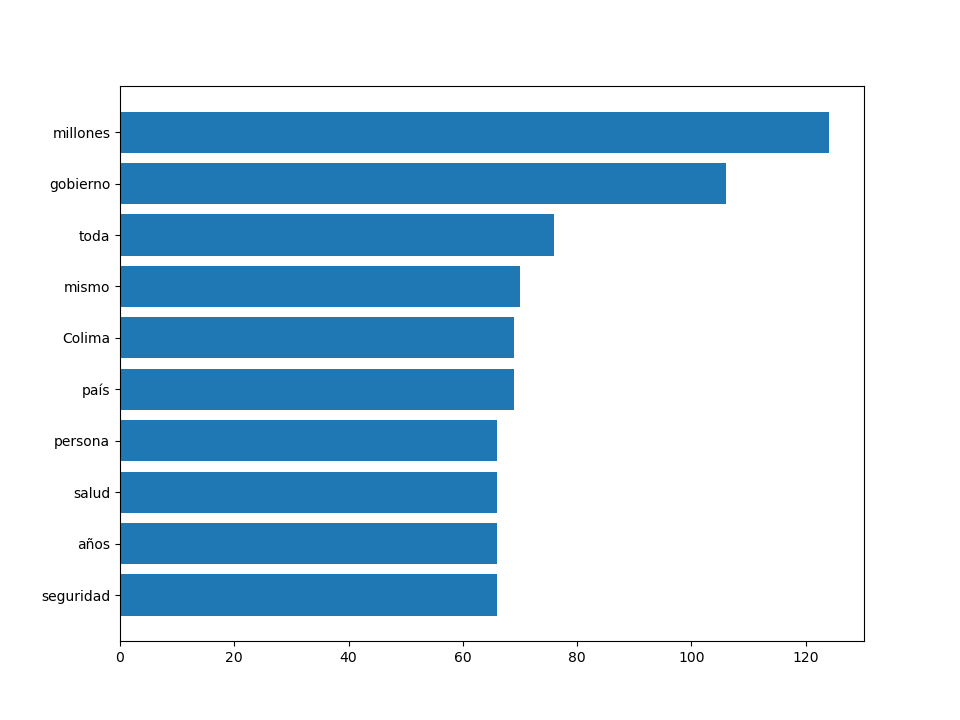 millones
gobierno
toda
mismo
Colima
país
persona
salud
años
seguridad
0 20 40 60 80 100 120